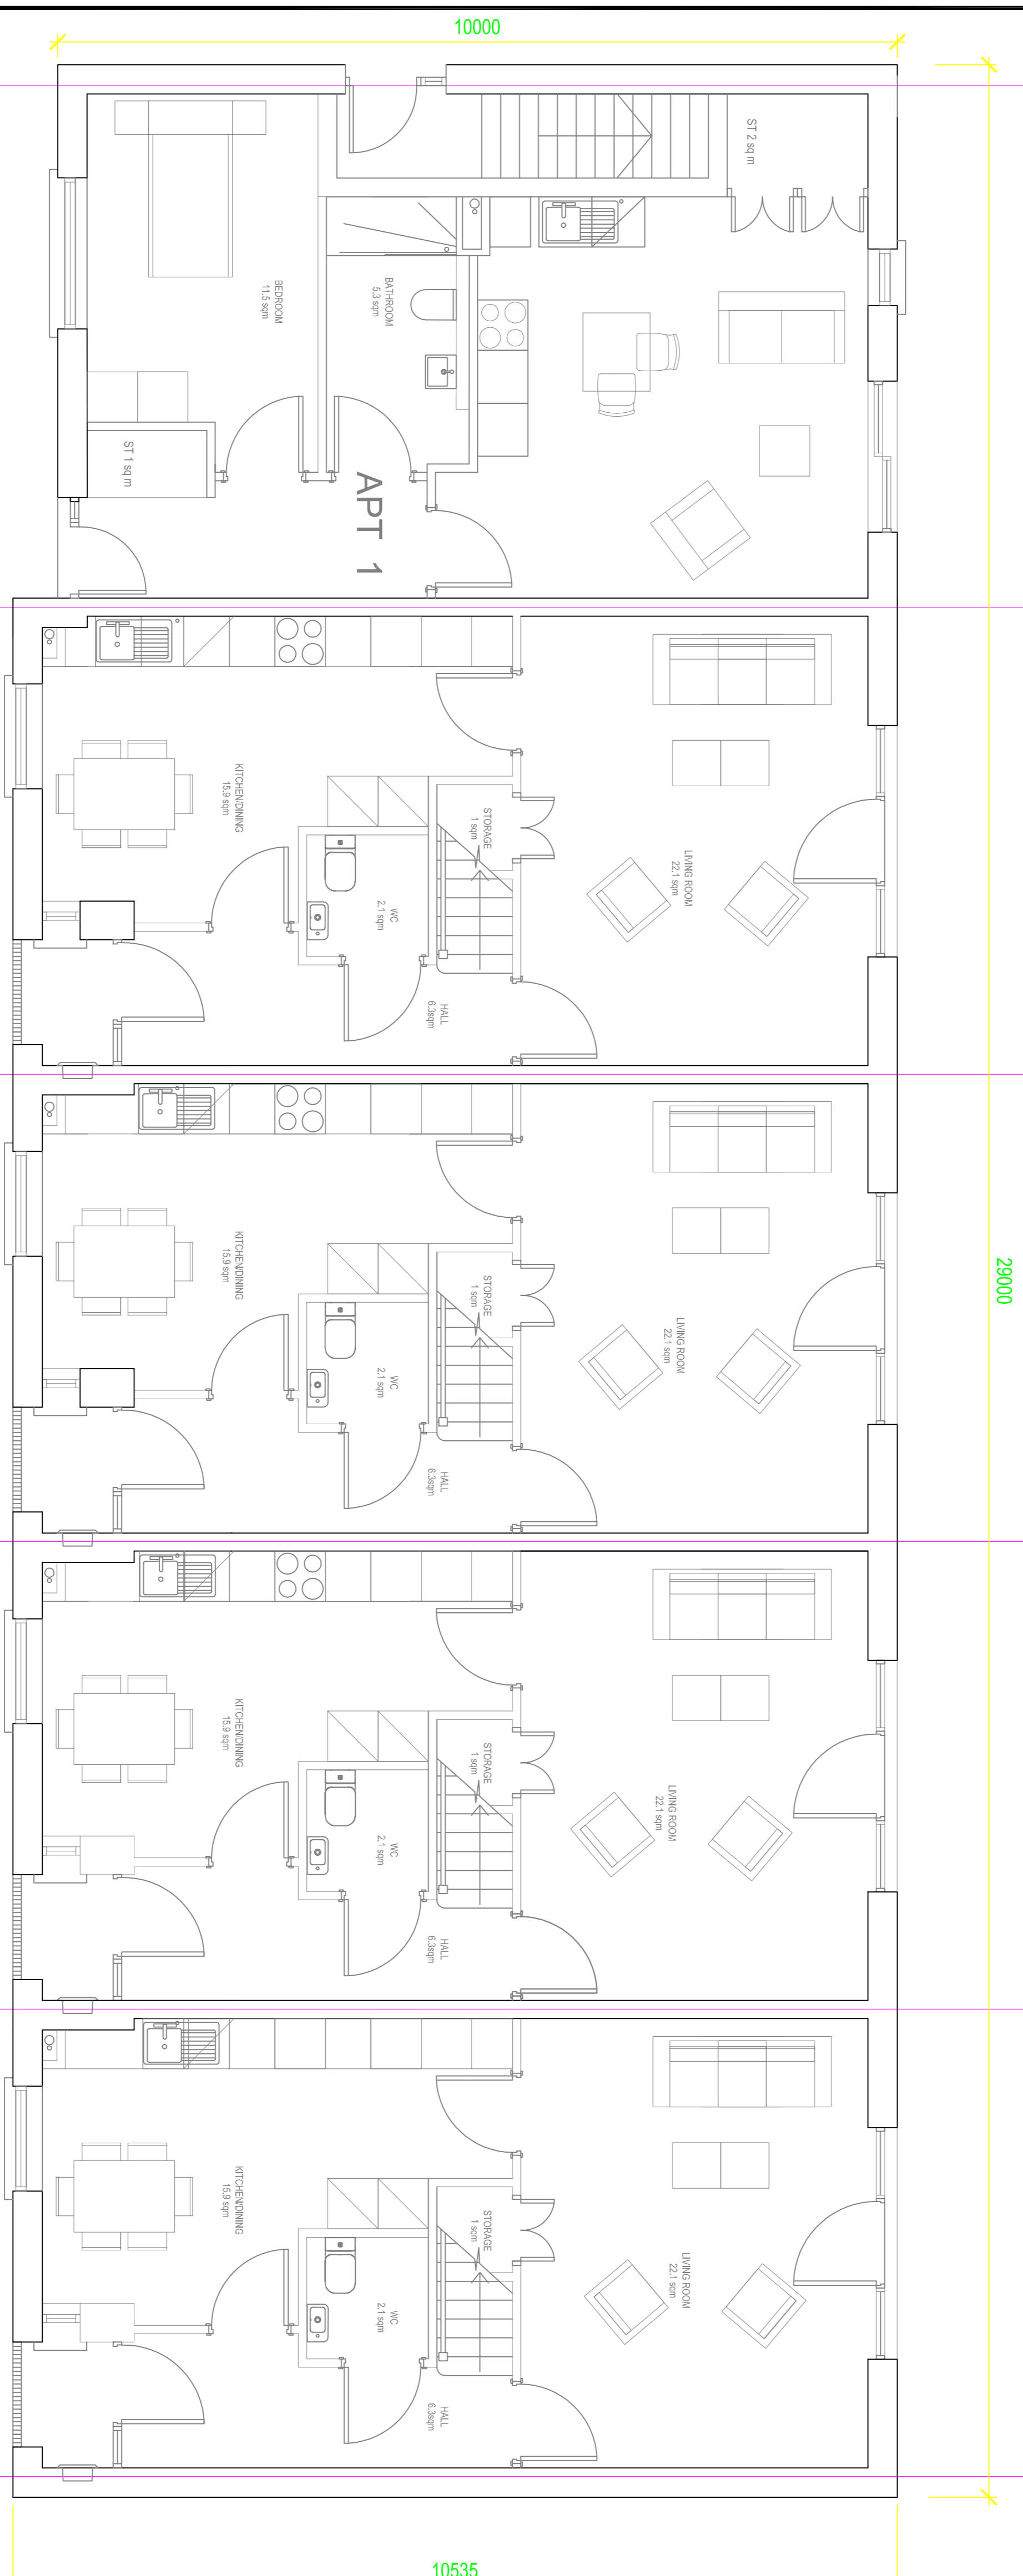 10000
ST 2 sq m
BEDROOM
11.5 sqm
BATHROOM
5.3 sqm
ST 1 sq m
APT 1
KITCHEN/DINING
15.9 sqm
STORAGE
1 sqm
LIVING ROOM
22.1 sqm
WC
2.1 sqm
HALL
6.3sqm
KITCHEN/DINING
15.9 sqm
STORAGE
1 sqm
LIVING ROOM
22.1 sqm
WC
2.1 sqm
HALL
6.3sqm
29000
KITCHEN/DINING
15.9 sqm
STORAGE
1 sqm
LIVING ROOM
22.1 sqm
WC
2.1 sqm
HALL
6.3sqm
KITCHEN/DINING
15.9 sqm
STORAGE
1 sqm
LIVING ROOM
22.1 sqm
WC
2.1 sqm
HALL
6.3sqm
10535